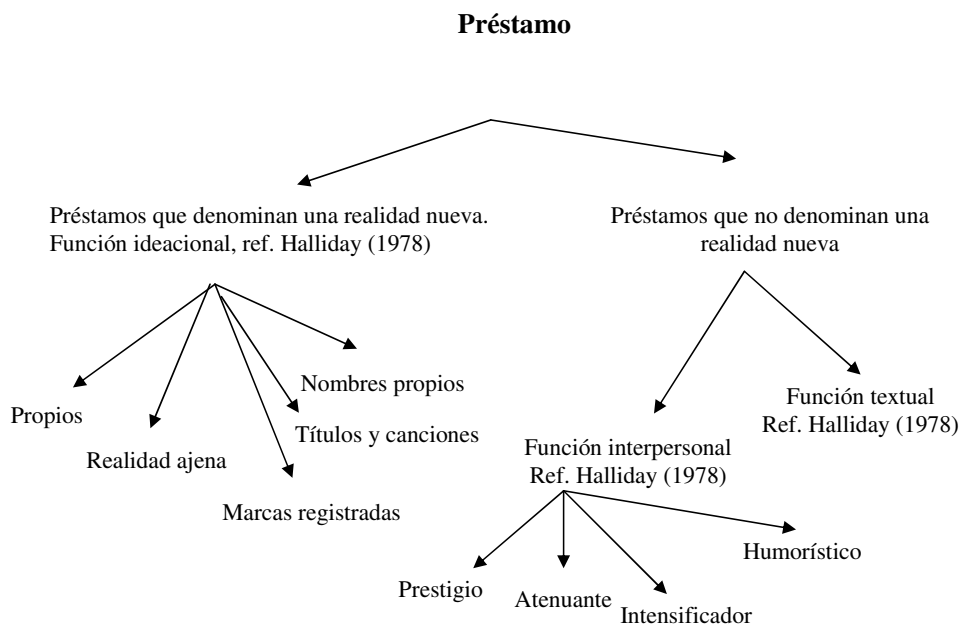 Préstamo
Préstamos que denominan una realidad nueva.
Función ideacional, ref. Halliday (1978)
Préstamos que no denominan una
realidad nueva
Nombres propios
Propios
Títulos y canciones
Realidad ajena
Marcas registradas
Función textual
Ref. Halliday (1978)
Función interpersonal
Ref. Halliday (1978)
Humorístico
Prestigio
Atenuante
Intensificador